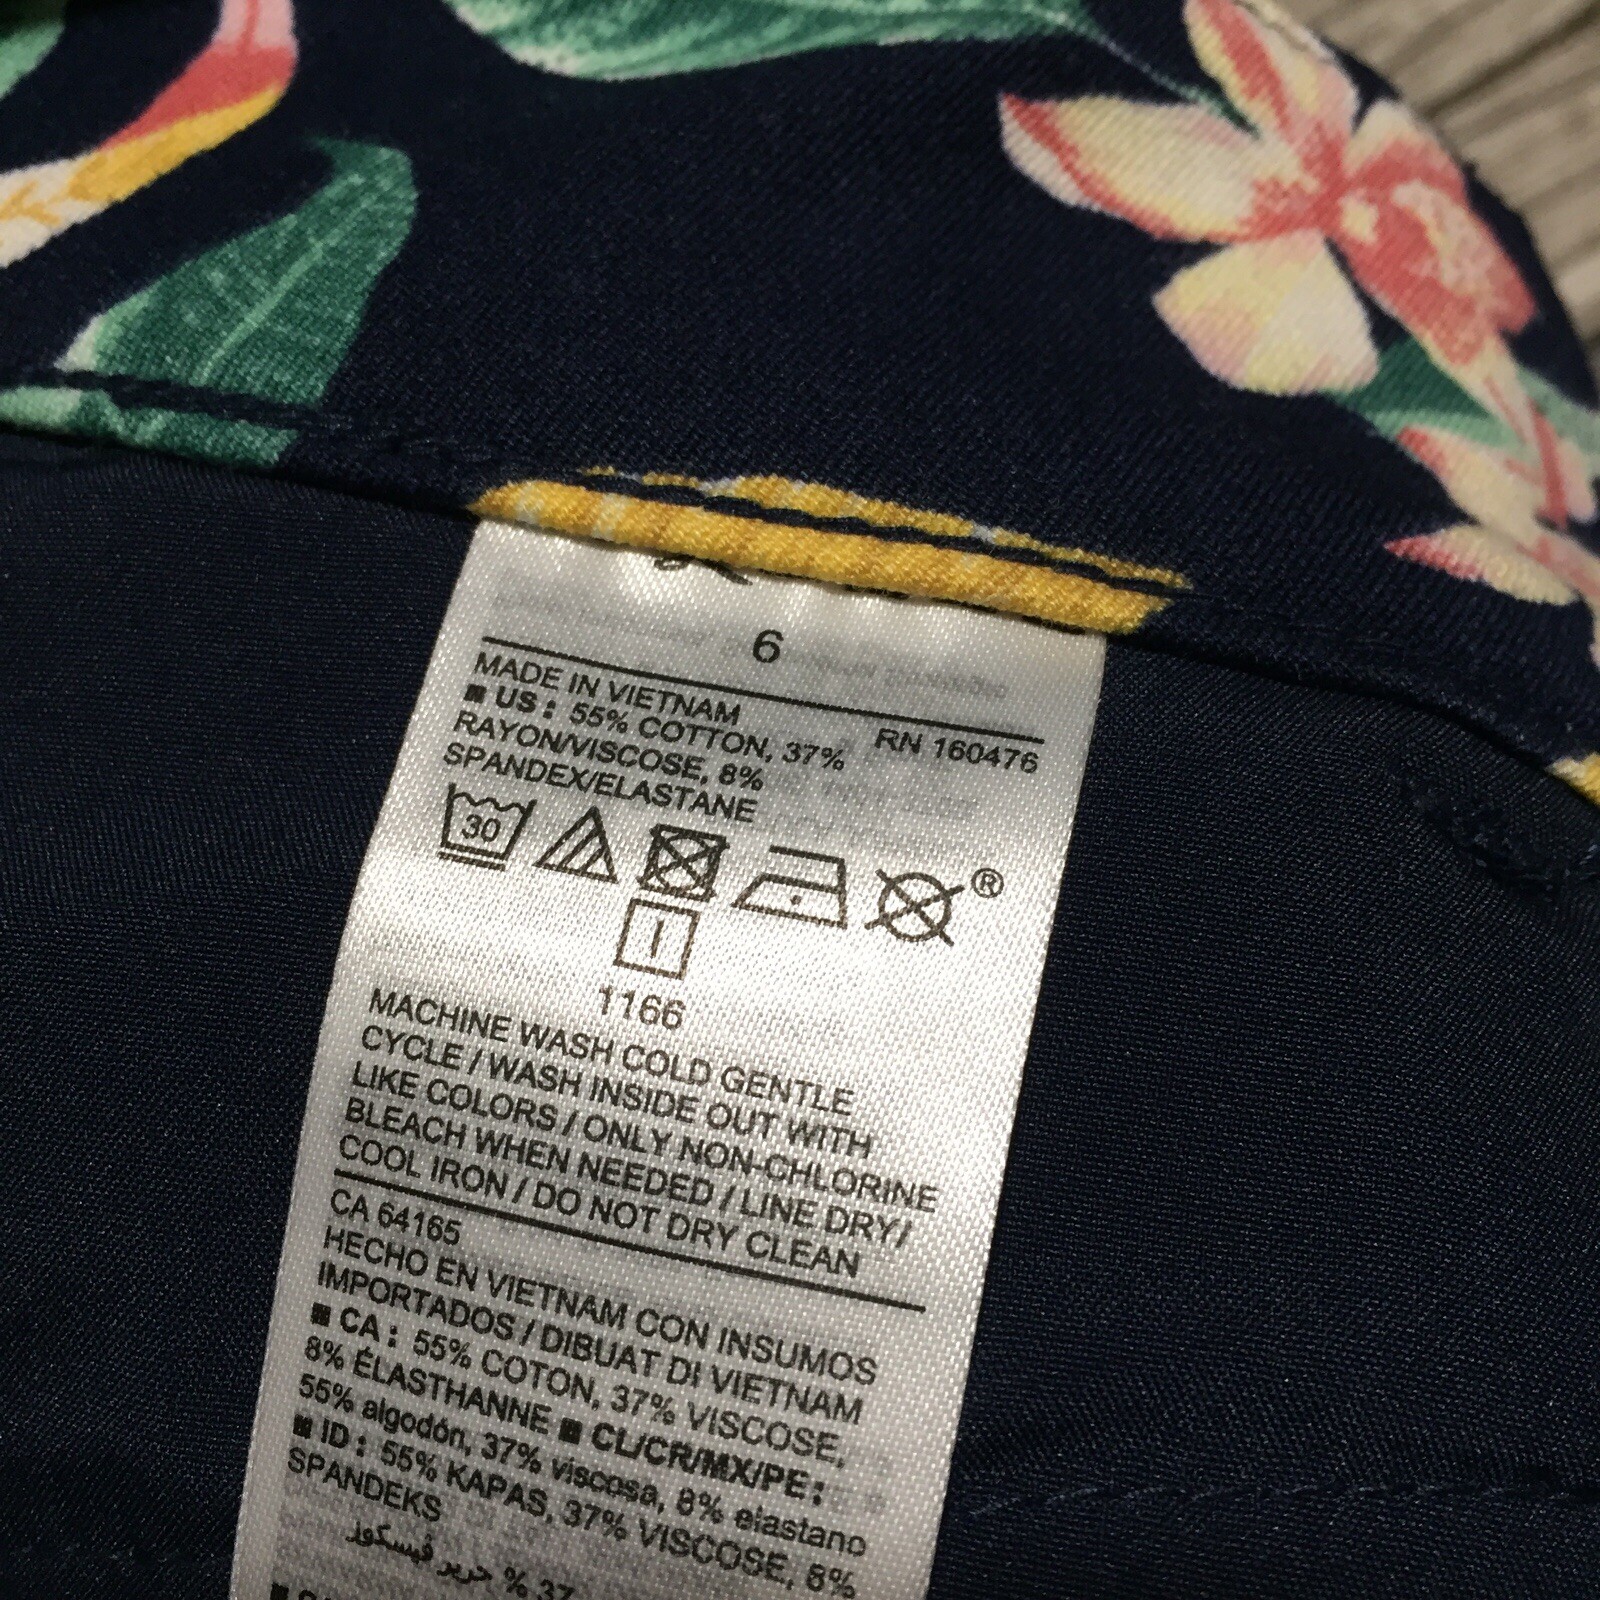 6
MADE IN VIETNAM
RN 160476
■ US : 55% COTTON, 37%
RAYON/VISCOSE, 8%
SPANDEX/ELASTANE
30
®
1166
MACHINE WASH COLD GENTLE
CYCLE / WASH INSIDE OUT WITH
LIKE COLORS / ONLY NON-CHLORINE
BLEACH WHEN NEEDED / LINE DRY/
COOL IRON / DO NOT DRY CLEAN
CA 64165
HECHO EN VIETNAM CON INSUMOS
IMPORTADOS / DIBUAT DI VIETNAM
■ CA : 55% COTON, 37% VISCOSE,
8% ÉLASTHANNE ■ CL/CR/MX/PE:
55% algodón, 37% viscosa, 8% elastano
■ ID : 55% KAPAS, 37% VISCOSE, 8%
SPANDEKS
37 % حرير فيسكوز